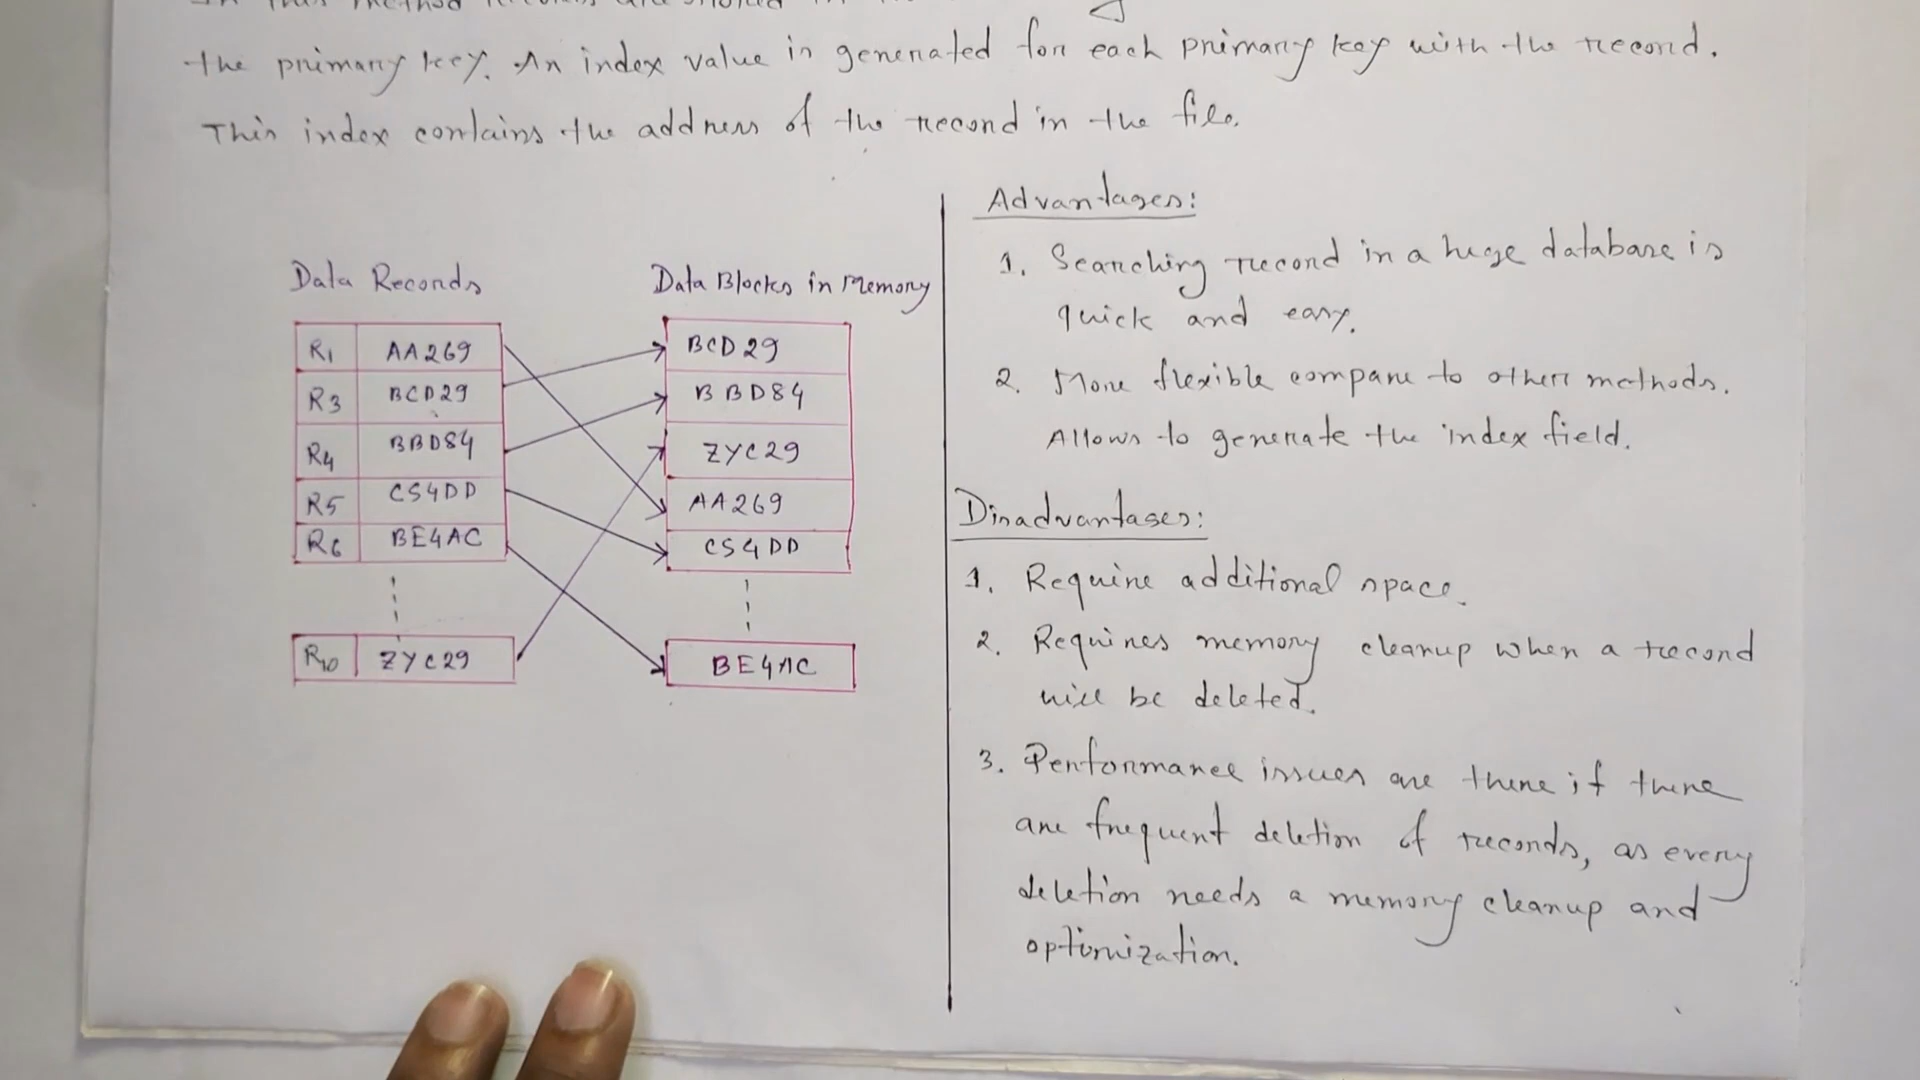 the primary key. An index value is generated for each primary key with the record.
This index contains the address of the record in the file.
Data Records
Data Blocks in Memory
R1 AA269
R3 BCD29
R4 BBD84
R5 CS4DD
R6 BE4AC
R10 ZYC29
BCD29
BBD84
ZYC29
AA269
CS4DD
BE4AC
Advantages:
1. Searching record in a huge database is
quick and easy.
2. More flexible compare to other methods.
Allows to generate the index field.
Disadvantages:
1. Require additional space.
2. Requires memory cleanup when a record
will be deleted.
3. Performance issues are there if there
are frequent deletion of records, as every
deletion needs a memory cleanup and
optimization.